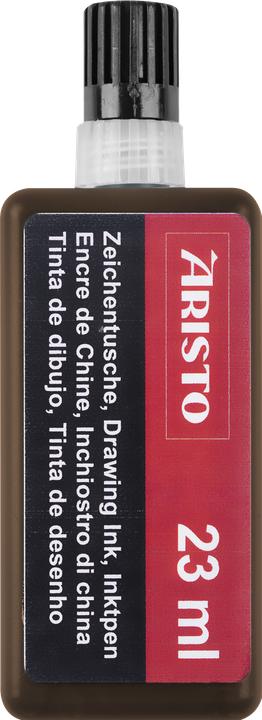 ARISTO
23 ml
Zeichentusche, Drawing Ink, Inktpen
Encre de Chine, Inchiostro di china
Tinta de dibujo, Tinta de desenho